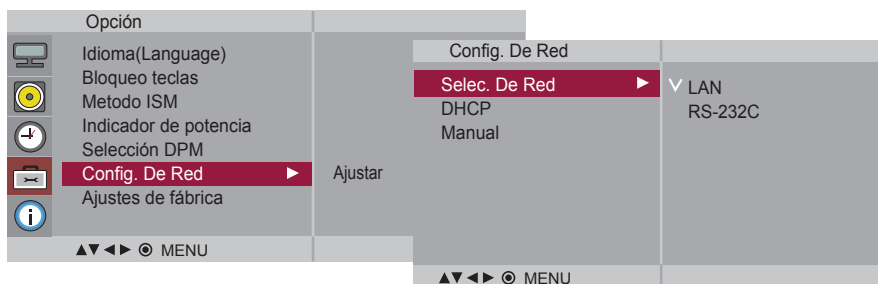 Opción
Idioma(Language)
Bloqueo teclas
Metodo ISM
Indicador de potencia
Selección DPM
Config. De Red ► Ajustar
Ajustes de fábrica
▲▼◄► ◉ MENU
Config. De Red
Selec. De Red ► LAN
DHCP RS-232C
Manual
▲▼◄► ◉ MENU